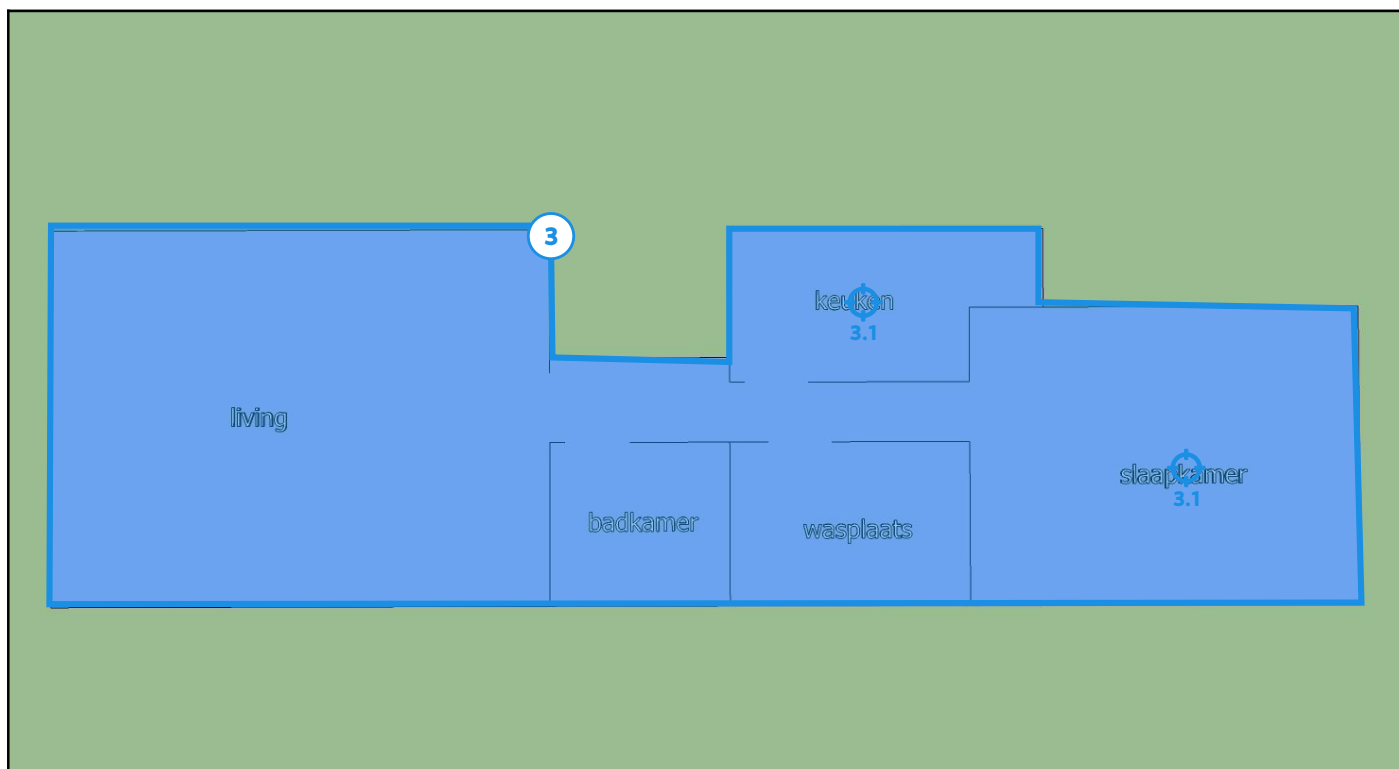 3
keuken
3.1
living
slaapkamer
3.1
badkamer
wasplaats